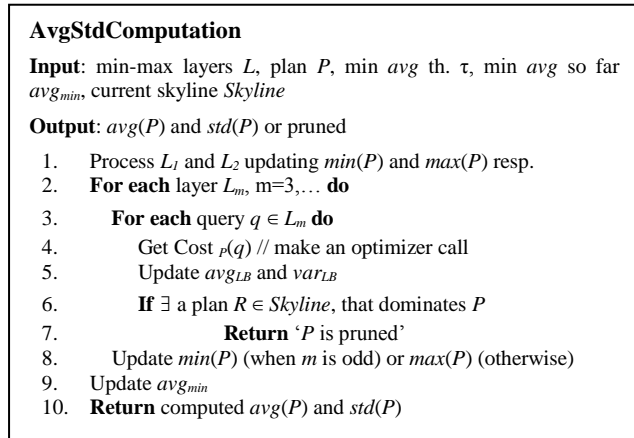 AvgStdComputation
Input: min-max layers L, plan P, min avg th. τ, min avg so far
avgmin, current skyline Skyline
Output: avg(P) and std(P) or pruned
1. Process L1 and L2 updating min(P) and max(P) resp.
2. For each layer Lm, m=3,… do
3. For each query q ∈ Lm do
4. Get Cost P(q) // make an optimizer call
5. Update avgLB and varLB
6. If ∃ a plan R ∈ Skyline, that dominates P
7. Return ‘P is pruned’
8. Update min(P) (when m is odd) or max(P) (otherwise)
9. Update avgmin
10. Return computed avg(P) and std(P)